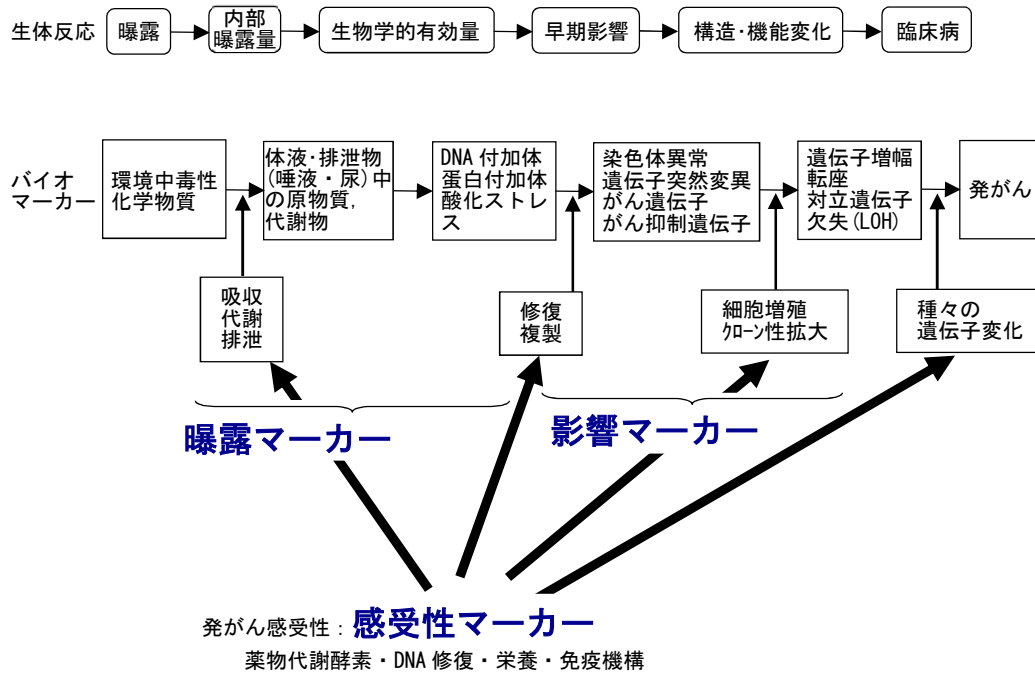 生体反応
曝露
内部
曝露量
生物学的有効量
早期影響
構造・機能変化
臨床病
バイオ
マーカー
環境中毒性
化学物質
体液・排泄物
(唾液・尿)中
の原物質,
代謝物
DNA 付加体
蛋白付加体
酸化ストレ
ス
染色体異常
遺伝子突然変異
がん遺伝子
がん抑制遺伝子
遺伝子増幅
転座
対立遺伝子
欠失(LOH)
発がん
吸収
代謝
排泄
修復
複製
細胞増殖
クローン性拡大
種々の
遺伝子変化
曝露マーカー
影響マーカー
発がん感受性：感受性マーカー
薬物代謝酵素・DNA 修復・栄養・免疫機構